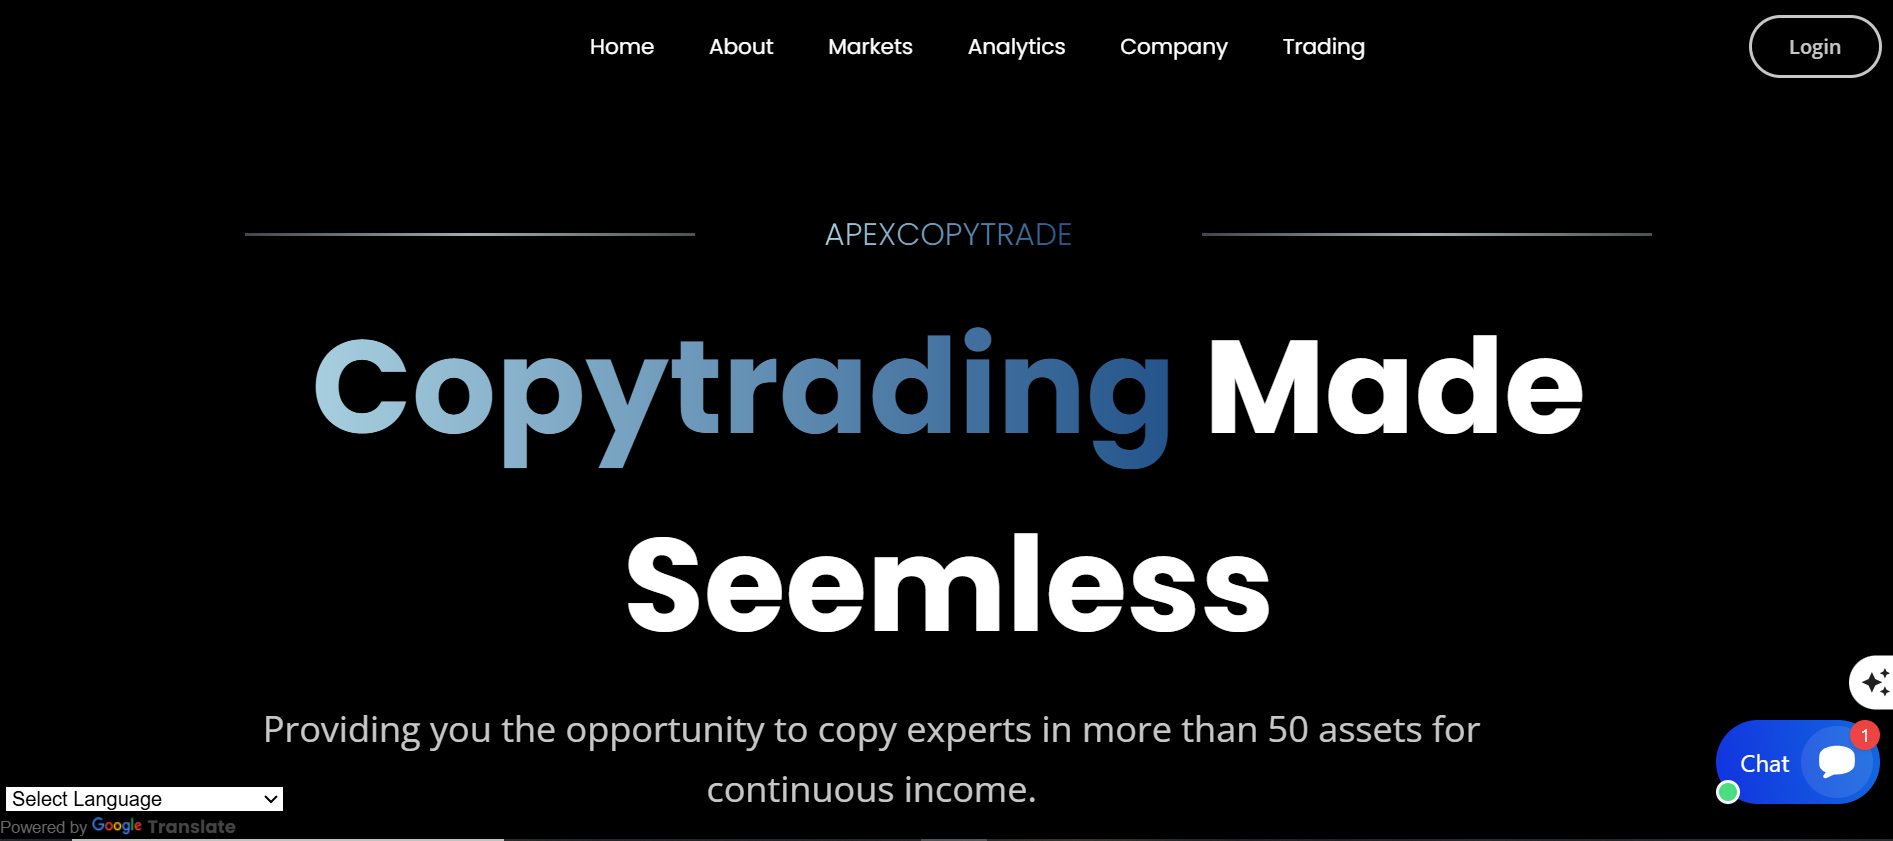 Home About Markets Analytics Company Trading Login
APEXCOPYTRADE
Copytrading Made
Seemless
Providing you the opportunity to copy experts in more than 50 assets for
continuous income.
1
Chat
Select Language
Powered by Google Translate